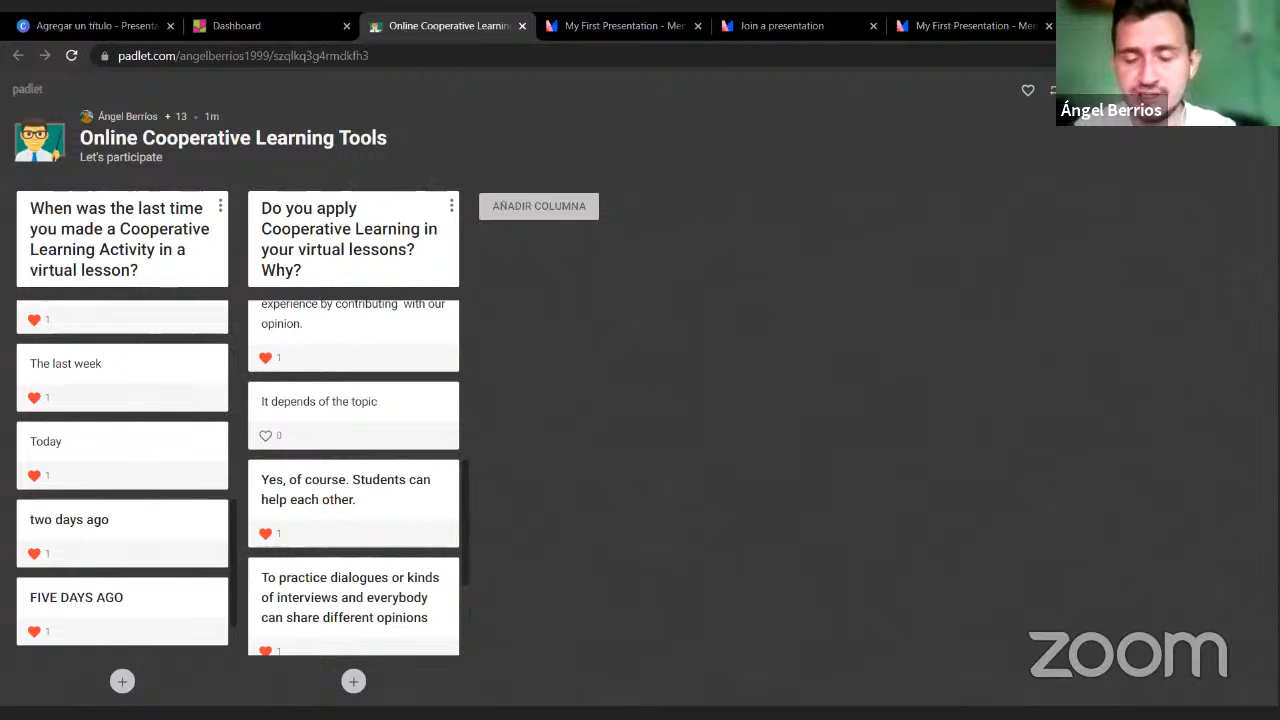 Agregar un título - Presenta
Dashboard
Online Cooperative Learnin
My First Presentation - Men
Join a presentation
My First Presentation - Men
padlet.com/angelberrios1999/szqlkq3g4rmdkfh3
padlet
Ángel Berrios + 13 • 1m
Online Cooperative Learning Tools
Let's participate
Ángel Berrios
When was the last time
you made a Cooperative
Learning Activity in a
virtual lesson?
1
The last week
1
Today
1
two days ago
1
FIVE DAYS AGO
1
Do you apply
Cooperative Learning in
your virtual lessons?
Why?
experience by contributing with our
opinion.
1
It depends of the topic
0
Yes, of course. Students can
help each other.
1
To practice dialogues or kinds
of interviews and everybody
can share different opinions
1
AÑADIR COLUMNA
zoom